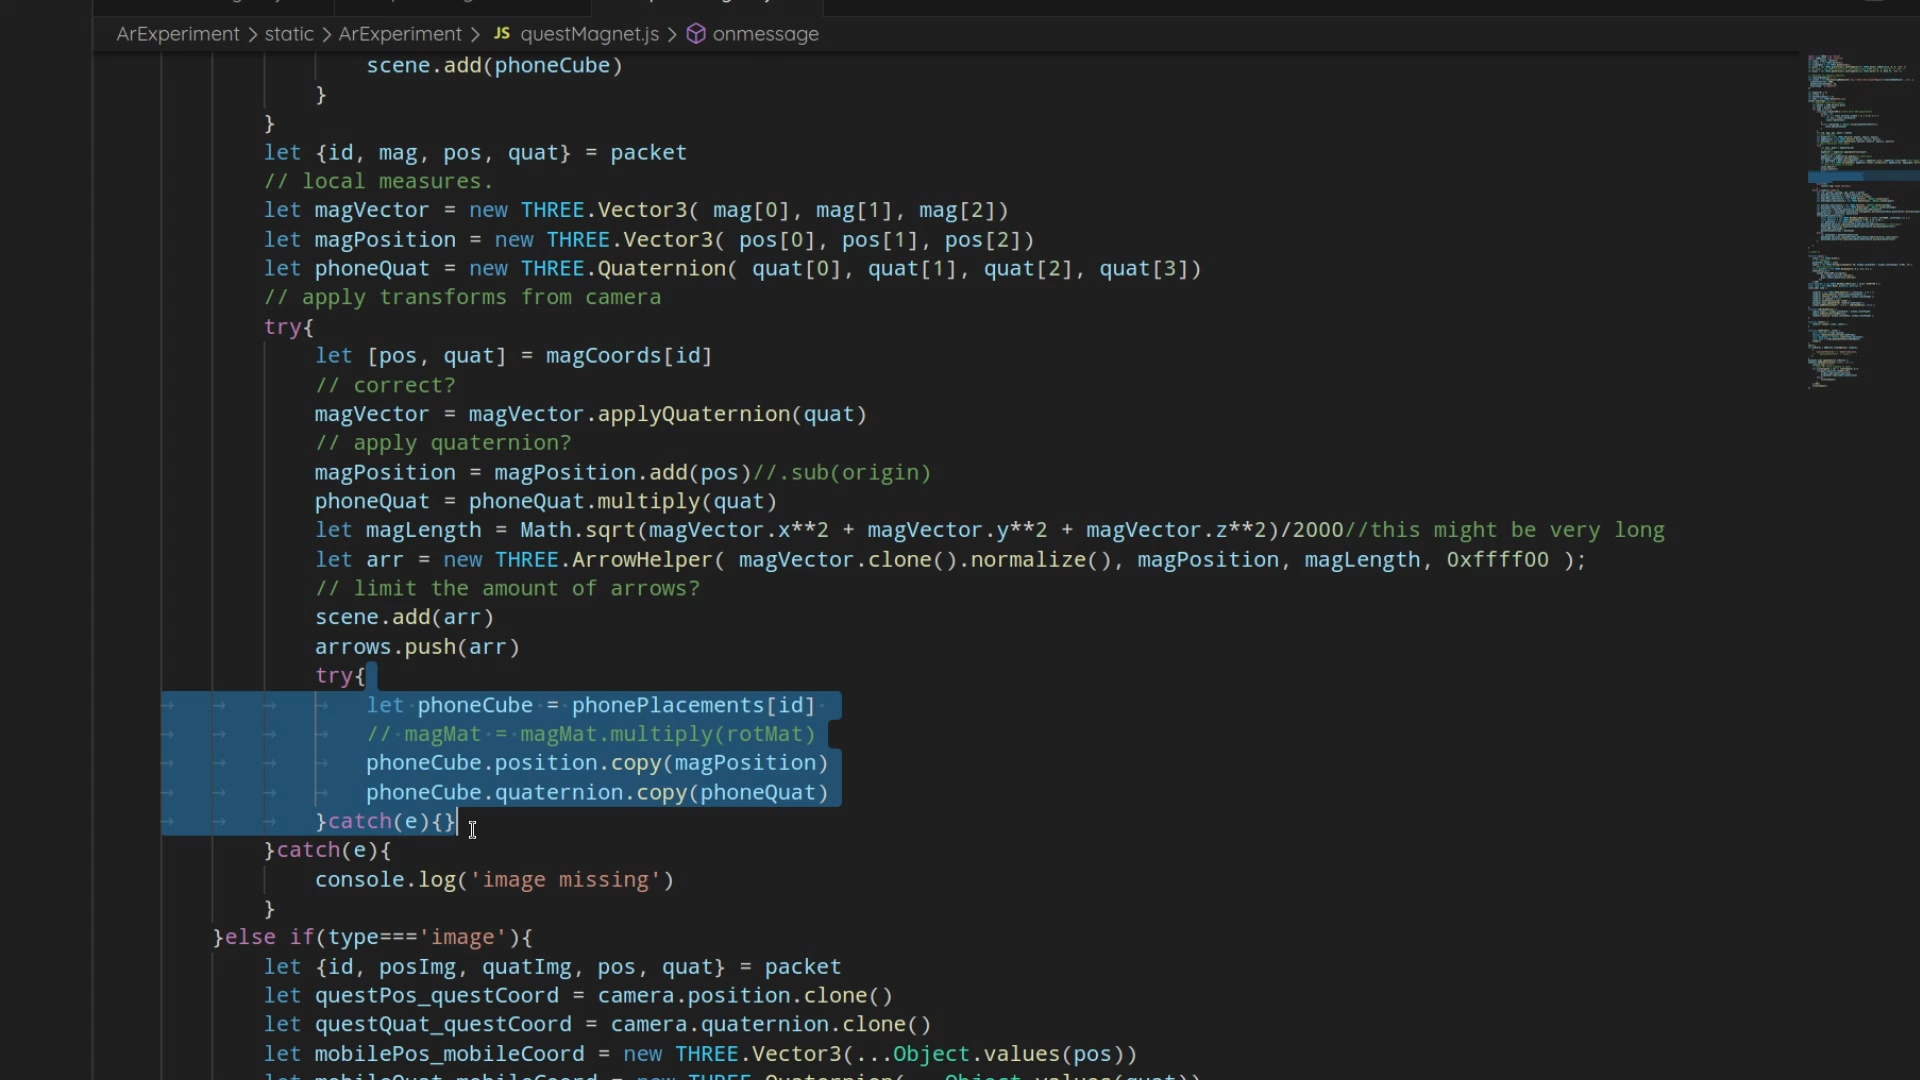 ArExperiment > static > ArExperiment > JS questMagnet.js > onmessage
scene.add(phoneCube)
}
}
let {id, mag, pos, quat} = packet
// local measures.
let magVector = new THREE.Vector3( mag[0], mag[1], mag[2])
let magPosition = new THREE.Vector3( pos[0], pos[1], pos[2])
let phoneQuat = new THREE.Quaternion( quat[0], quat[1], quat[2], quat[3])
// apply transforms from camera
try{
let [pos, quat] = magCoords[id]
// correct?
magVector = magVector.applyQuaternion(quat)
// apply quaternion?
magPosition = magPosition.add(pos)//.sub(origin)
phoneQuat = phoneQuat.multiply(quat)
let magLength = Math.sqrt(magVector.x**2 + magVector.y**2 + magVector.z**2)/2000//this might be very long
let arr = new THREE.ArrowHelper( magVector.clone().normalize(), magPosition, magLength, 0xffff00 );
// limit the amount of arrows?
scene.add(arr)
arrows.push(arr)
try{
let phoneCube = phonePlacements[id]
// magMat = magMat.multiply(rotMat)
phoneCube.position.copy(magPosition)
phoneCube.quaternion.copy(phoneQuat)
}catch(e){}
}catch(e){
console.log('image missing')
}
}else if(type==='image'){
let {id, posImg, quatImg, pos, quat} = packet
let questPos_questCoord = camera.position.clone()
let questQuat_questCoord = camera.quaternion.clone()
let mobilePos_mobileCoord = new THREE.Vector3(...Object.values(pos))
let mobileQuat_mobileCoord = new THREE.Quaternion(...Object.values(quat))